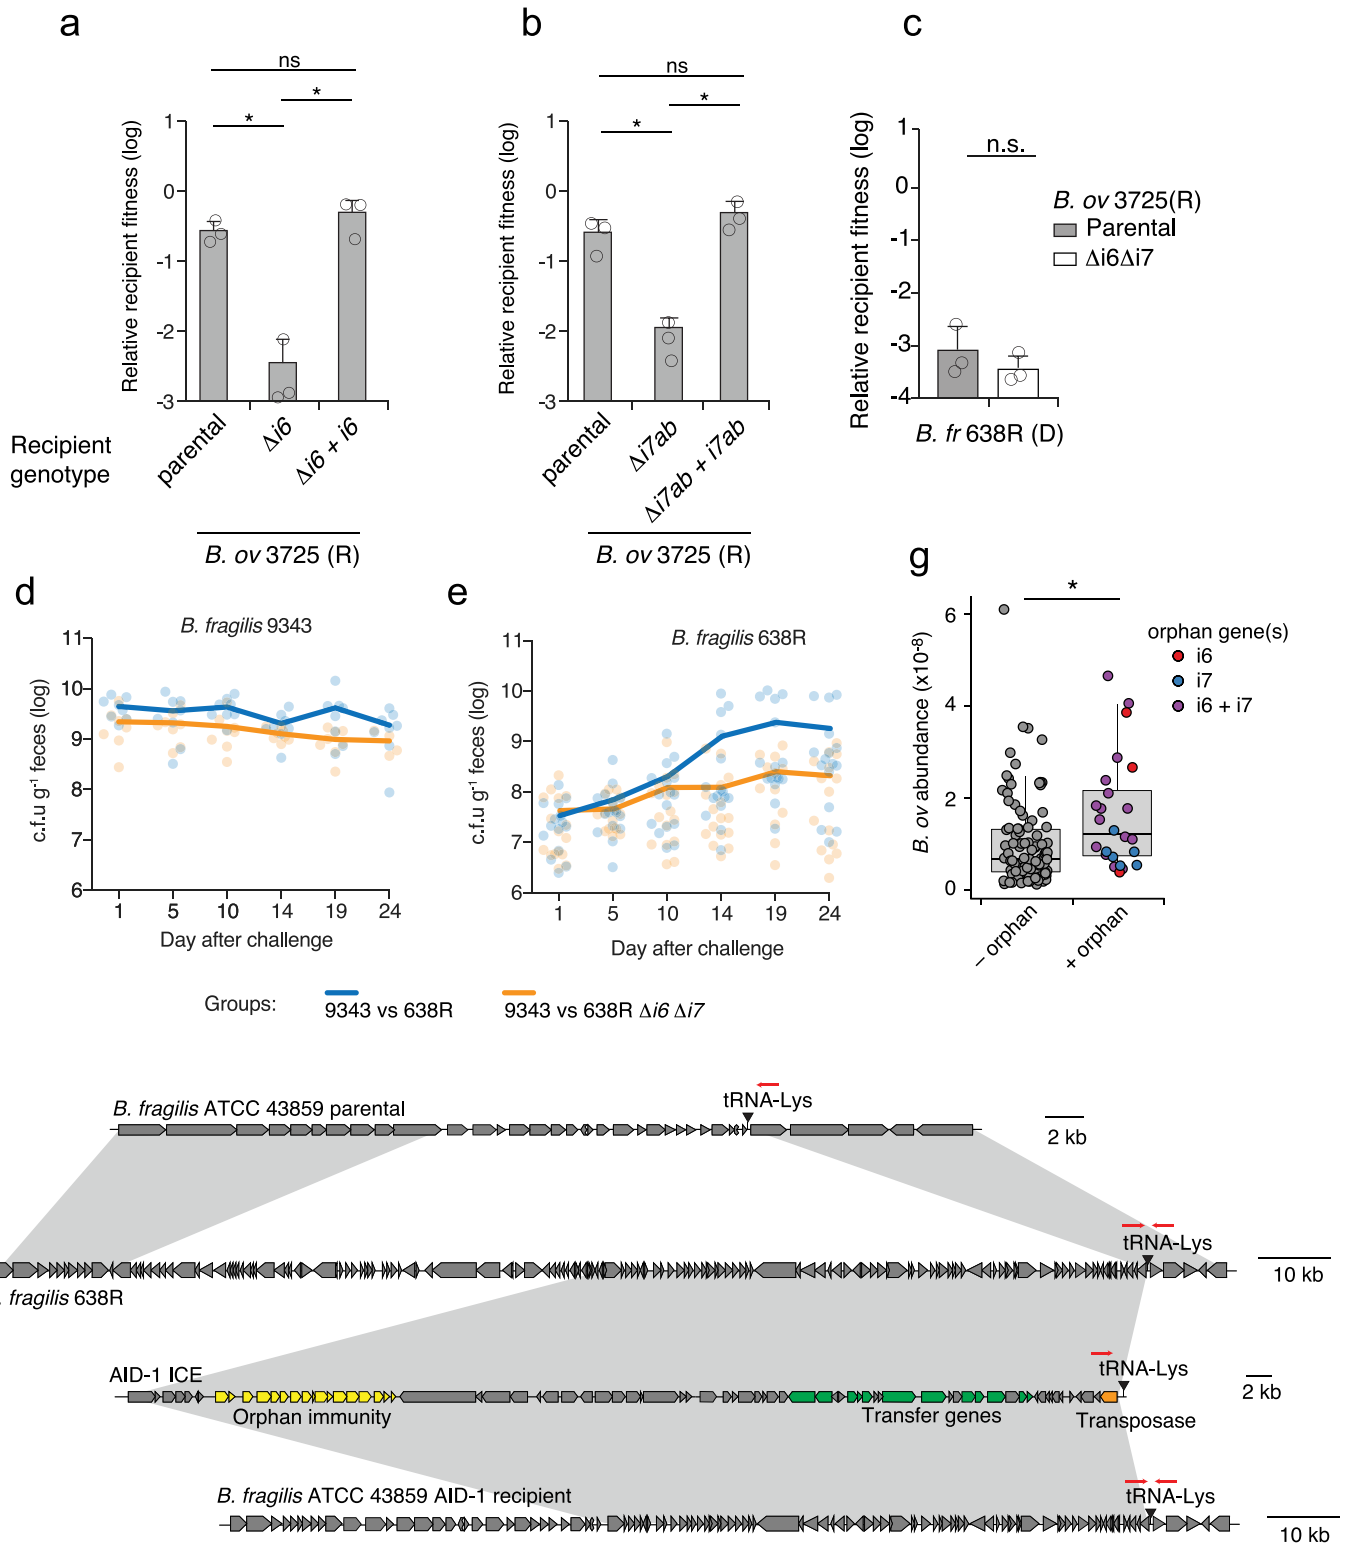 a
ns
*
*
Relative recipient fitness (log)
1
0
-1
-2
-3
parental
Δi6
Δi6 + i6
Recipient
genotype
B. ov 3725 (R)
b
ns
*
*
Relative recipient fitness (log)
1
0
-1
-2
-3
parental
Δi7ab
Δi7ab + i7ab
B. ov 3725 (R)
c
n.s.
Relative recipient fitness (log)
1
0
-1
-2
-3
-4
B. ov 3725(R)
Parental
Δi6Δi7
B. fr 638R (D)
d
B. fragilis 9343
c.f.u g⁻¹ feces (log)
11
10
9
8
7
6
1 5 10 14 19 24
Day after challenge
e
B. fragilis 638R
c.f.u g⁻¹ feces (log)
11
10
9
8
7
6
1 5 10 14 19 24
Day after challenge
Groups:
9343 vs 638R
9343 vs 638R Δi6 Δi7
g
*
B. ov abundance (x10⁻⁸)
6
4
2
0
– orphan
+ orphan
orphan gene(s)
i6
i7
i6 + i7
B. fragilis ATCC 43859 parental
tRNA-Lys
2 kb
tRNA-Lys
10 kb
. fragilis 638R
AID-1 ICE
tRNA-Lys
2 kb
Orphan immunity
Transfer genes
Transposase
B. fragilis ATCC 43859 AID-1 recipient
tRNA-Lys
10 kb